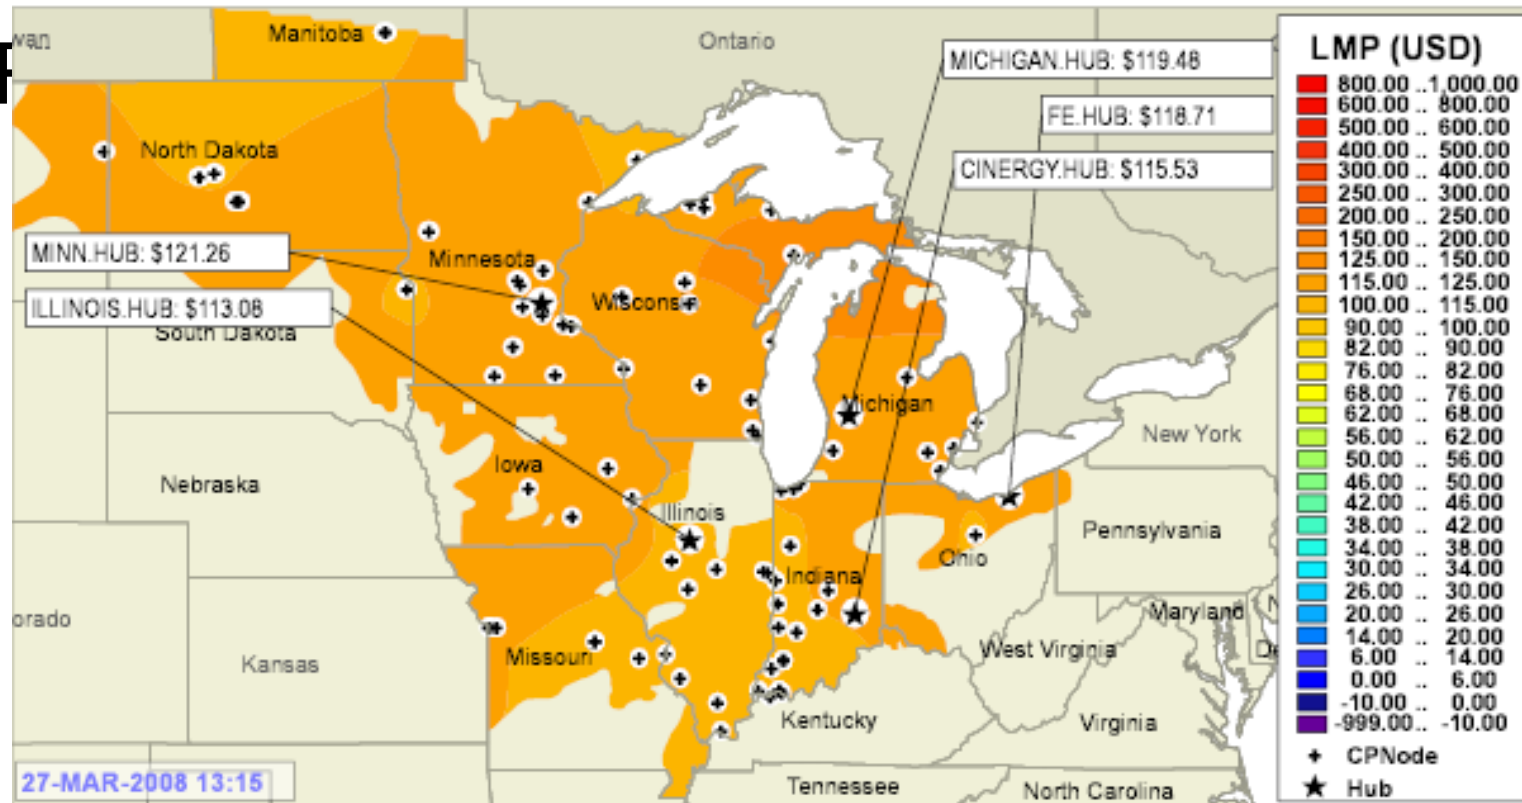 Manitoba
Ontario
MICHIGAN.HUB: $119.48
FE.HUB: $118.71
CINERGY.HUB: $115.53
North Dakota
MINN.HUB: $121.26
Minnesota
ILLINOIS.HUB: $113.08
South Dakota
Michigan
New York
Iowa
Nebraska
Illinois
Pennsylvania
Ohio
Indiana
Maryland
orado
West Virginia
Missouri
Kansas
Kentucky
Virginia
27-MAR-2008 13:15
Tennessee
North Carolina
LMP (USD)
800.00 ..1,000.00
600.00 .. 800.00
500.00 .. 600.00
400.00 .. 500.00
300.00 .. 400.00
250.00 .. 300.00
200.00 .. 250.00
150.00 .. 200.00
125.00 .. 150.00
115.00 .. 125.00
100.00 .. 115.00
90.00 .. 100.00
82.00 .. 90.00
76.00 .. 82.00
68.00 .. 76.00
62.00 .. 68.00
56.00 .. 62.00
50.00 .. 56.00
46.00 .. 50.00
42.00 .. 46.00
38.00 .. 42.00
34.00 .. 38.00
30.00 .. 34.00
26.00 .. 30.00
20.00 .. 26.00
14.00 .. 20.00
6.00 .. 14.00
0.00 .. 6.00
-10.00 .. 0.00
-999.00.. -10.00
CPNode
Hub